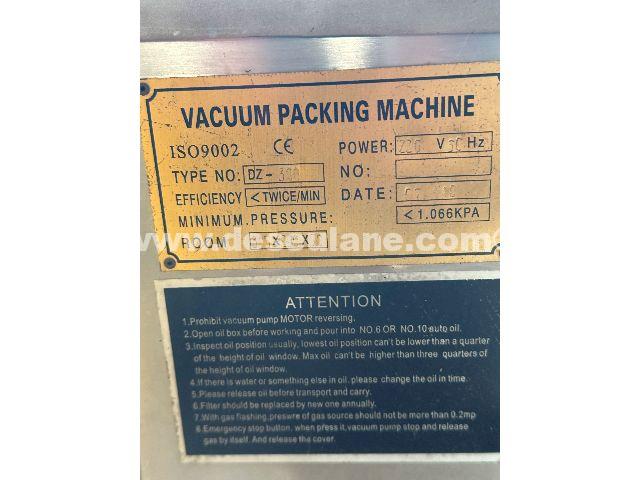 VACUUM PACKING MACHINE
ISO9002 CE POWER: V Hz
TYPE NO: DZ- NO:
EFFICIENCY <TWICE/MIN DATE:
MINIMUM.PRESSURE: <1.066KPA
www.deseulane.com
ROOM X X
ATTENTION
1.Prohibit vacuum pump MOTOR reversing.
2.Open oil box before working and pour into NO.6 OR NO.10 auto oil.
3.Inspect oil position usually, lowest oil position can't be lower than a quarter
of the height of oil window. Max oil can't be higher than three quarters of
the height of oil window.
4.If there is water or something else in oil, please change the oil in time.
5.Please release oil before transport and carry.
6.Filter should be replaced by new one annually.
7.With gas flashing, preswre of gas source should not be more than 0.2mp
8.Emergency stop button, when press it, vacuum pump stop and release
gas by itself. And release the cover.